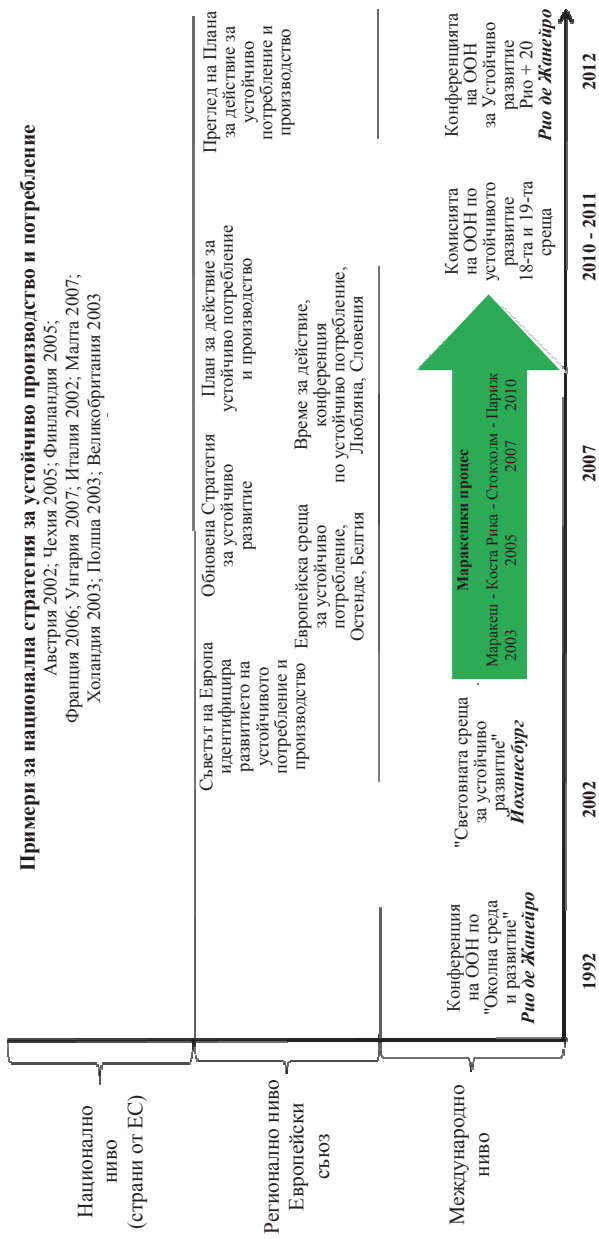 Примери за национална стратегия за устойчиво производство и потребление
Австрия 2002; Чехия 2005; Финландия 2005;
Франция 2006; Унгария 2007; Италия 2002; Малта 2007;
Холандия 2003; Полша 2003; Великобритания 2003
Национално
ниво
(страни от ЕС)
Съветът на Европа
идентифицира
развитието на
устойчивото
потребление и
производство
Обновена Стратегия
за устойчиво
развитие
План за действие за
устойчиво потребление
и производство
Преглед на Плана
за действие за
устойчиво
потребление и
производство
Европейска среща
за устойчиво
потребление,
Остенде, Белгия
Време за действие,
конференция
по устойчиво потребление,
Любляна, Словения
Регионално ниво
Европейски
съюз
Международно
ниво
Конференция
на ООН по
"Околна среда
и развитие"
Рио де Жанейро
"Световната среща
за устойчиво
развитие"
Йоханесбург
Маракешки процес
Маракеш - Коста Рика - Стокхолм - Париж
2003 2005 2007 2010
Комисията
на ООН по
устойчивото
развитие
18-та и 19-та
среща
Конференцията
на ООН
за Устойчиво
развитие
Рио + 20
Рио де Жанейро
1992 2002 2007 2010 - 2011 2012